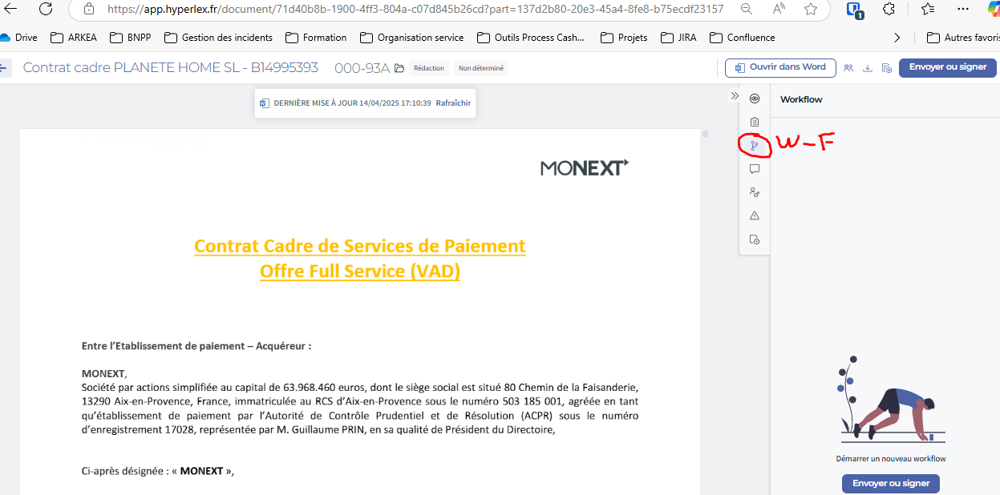 https://app.hyperlex.fr/document/71d40b8b-1900-4ff3-804a-c07d845b26cd?part=137d2b80-20e3-45a4-8fe8-b75ecdf23157
1
Drive ARKEA BNPP Gestion des incidents Formation Organisation service Outils Process Cash... Projets JIRA Confluence Autres favoris
Contrat cadre PLANETE HOME SL - B14995393 000-93A Rédaction Non déterminé Ouvrir dans Word Envoyer ou signer
DERNIÈRE MISE À JOUR 14/04/2025 17:10:39 Rafraîchir
Workflow
W-F
MONEXT
Contrat Cadre de Services de Paiement
Offre Full Service (VAD)
Entre l'Etablissement de paiement – Acquéreur :
MONEXT,
Société par actions simplifiée au capital de 63.968.460 euros, dont le siège social est situé 80 Chemin de la Faisanderie,
13290 Aix-en-Provence, France, immatriculée au RCS d'Aix-en-Provence sous le numéro 503 185 001, agréée en tant
qu'établissement de paiement par l'Autorité de Contrôle Prudentiel et de Résolution (ACPR) sous le numéro
d'enregistrement 17028, représentée par M. Guillaume PRIN, en sa qualité de Président du Directoire,
Ci-après désignée : « MONEXT »,
Démarrer un nouveau workflow
Envoyer ou signer